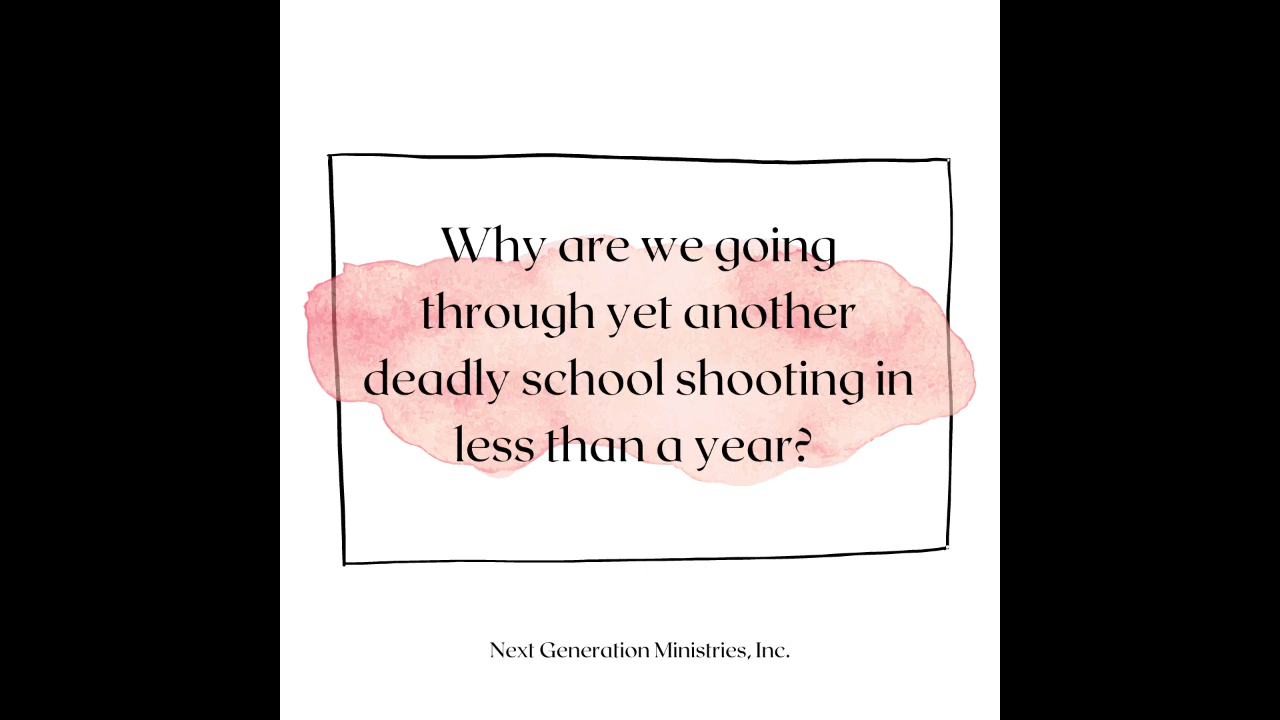 Why are we going
through yet another
deadly school shooting in
less than a year?
Next Generation Ministries, Inc.